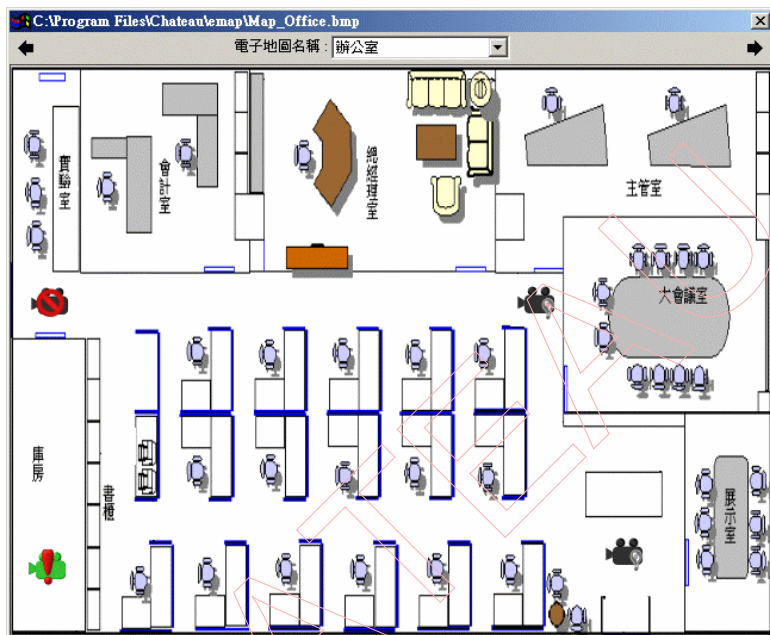 C:\Program Files\Chateau\emap\Map_Office.bmp
電子地圖名稱 : 辦公室
實驗室
會計室
總經理室
主管室
大會議室
庫房
書櫃
展示室